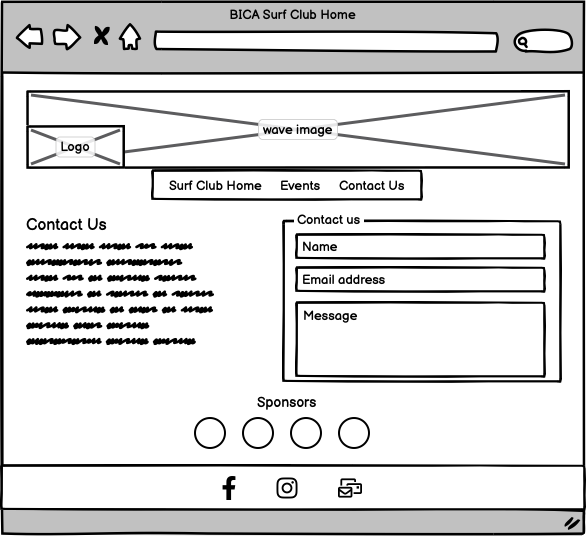 BICA Surf Club Home
wave image
Logo
Surf Club Home Events Contact Us
Contact Us
Contact us
Name
Email address
Message
Sponsors